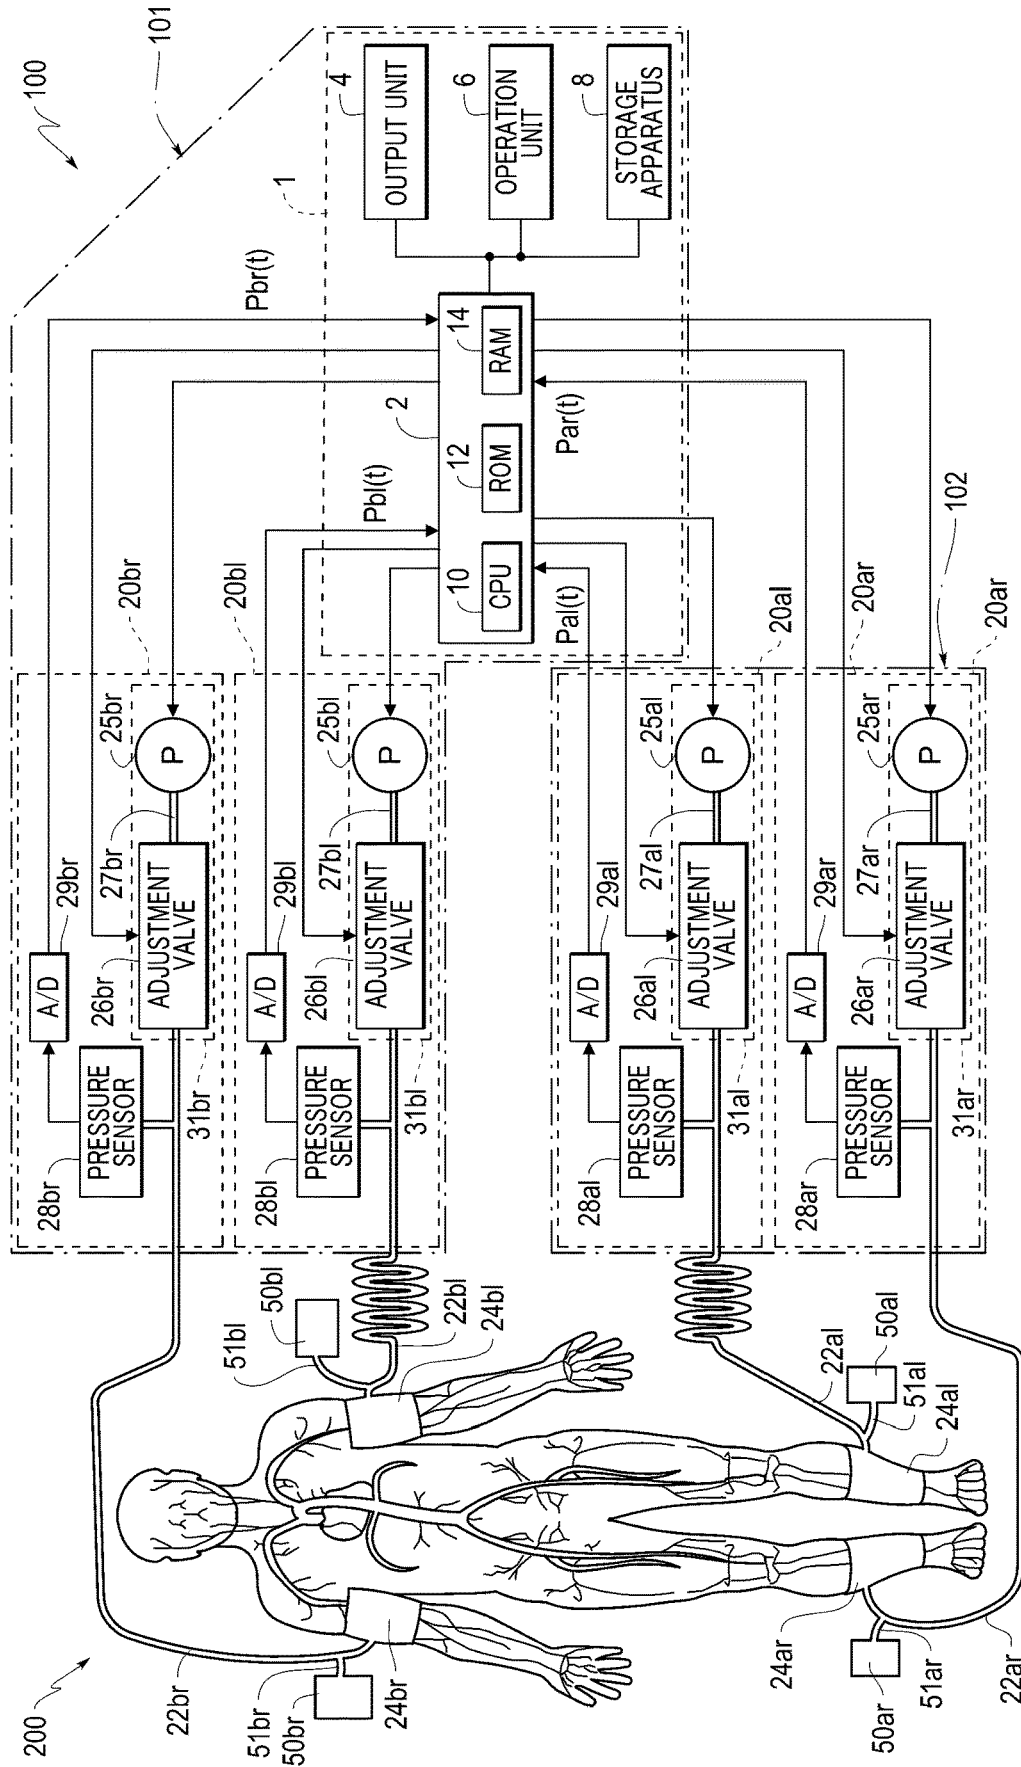 100
101
1
4
OUTPUT UNIT
6
OPERATION
UNIT
8
STORAGE
APPARATUS
Pbr(t)
Pbl(t)
2
14
RAM
12
ROM
10
CPU
Par(t)
Pal(t)
102
20br
25br
P
27br
29br
A/D
26br
ADJUSTMENT
VALVE
31br
28br
PRESSURE
SENSOR
20bl
25bl
P
27bl
29bl
A/D
26bl
ADJUSTMENT
VALVE
31bl
28bl
PRESSURE
SENSOR
20al
25al
P
27al
29al
A/D
26al
ADJUSTMENT
VALVE
31al
28al
PRESSURE
SENSOR
20ar
20ar
25ar
P
27ar
29ar
A/D
26ar
ADJUSTMENT
VALVE
31ar
28ar
PRESSURE
SENSOR
50bl
51bl
22bl
24bl
22al
50al
51al
24al
200
22br
51br
50br
24br
24ar
50ar
51ar
22ar